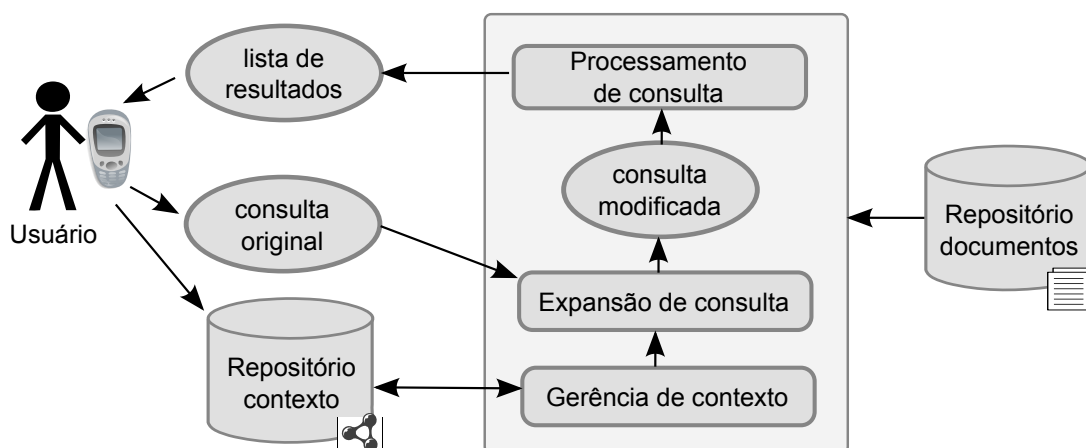 lista de
resultados
Processamento
de consulta
Usuário
consulta
original
consulta
modificada
Repositório
documentos
Expansão de consulta
Repositório
contexto
Gerência de contexto